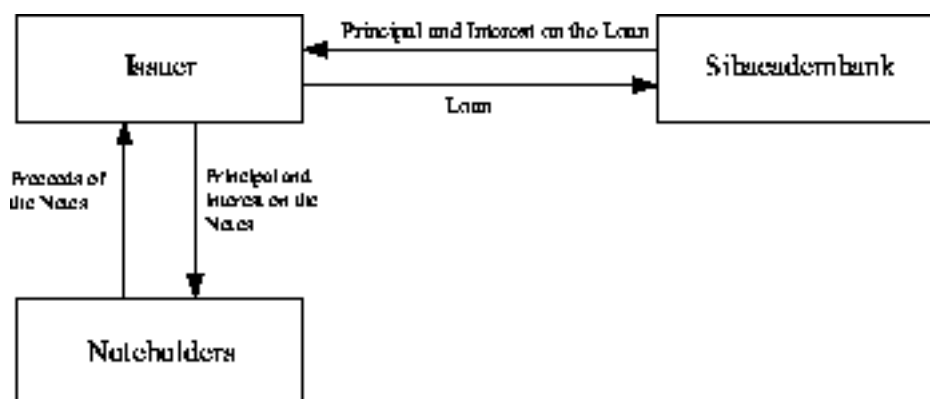 Principal and Interest on the Loan
Issuer
Sibacadembank
Loan
Proceeds of
the Notes
Principal and
Interest on the
Notes
Noteholders